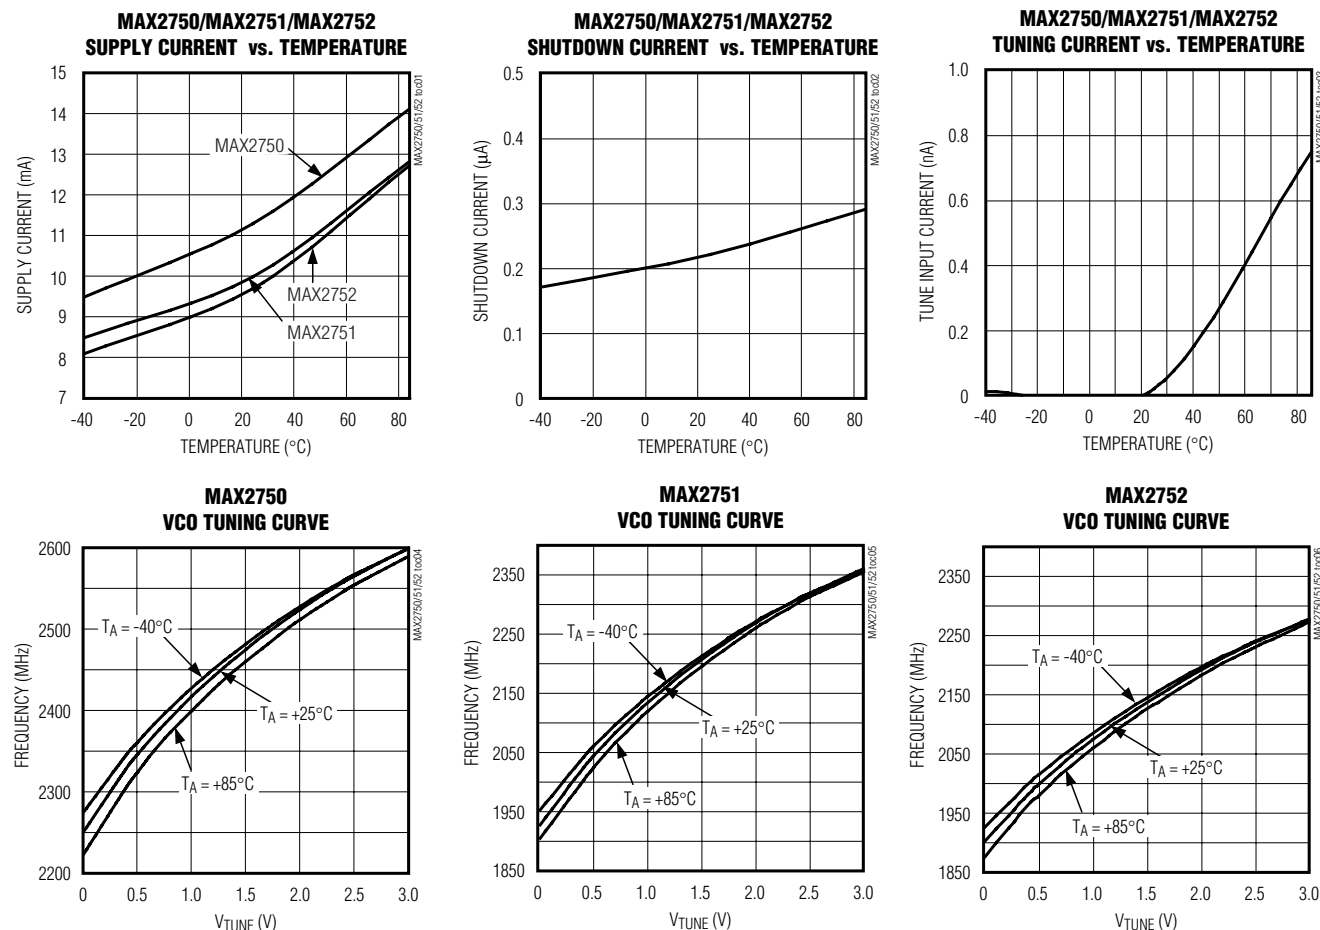 MAX2750/MAX2751/MAX2752
SUPPLY CURRENT vs. TEMPERATURE
15
14
13
12
11
10
9
8
7
SUPPLY CURRENT (mA)
MAX2750
MAX2752
MAX2751
-40
-20
0
20
40
60
80
TEMPERATURE (°C)
MAX2750/51/52 toc01
MAX2750/MAX2751/MAX2752
SHUTDOWN CURRENT vs. TEMPERATURE
0.5
0.4
0.3
0.2
0.1
0
SHUTDOWN CURRENT (µA)
-40
-20
0
20
40
60
80
TEMPERATURE (°C)
MAX2750/51/52 toc02
MAX2750/MAX2751/MAX2752
TUNING CURRENT vs. TEMPERATURE
1.0
0.8
0.6
0.4
0.2
0
TUNE INPUT CURRENT (nA)
-40
-20
0
20
40
60
80
TEMPERATURE (°C)
MAX2750/51/52 toc03
MAX2750
VCO TUNING CURVE
2600
2500
2400
2300
2200
FREQUENCY (MHz)
TA = -40°C
TA = +25°C
TA = +85°C
0
0.5
1.0
1.5
2.0
2.5
3.0
VTUNE (V)
MAX2750/51/52 toc04
MAX2751
VCO TUNING CURVE
2350
2250
2150
2050
1950
1850
FREQUENCY (MHz)
TA = -40°C
TA = +25°C
TA = +85°C
0
0.5
1.0
1.5
2.0
2.5
3.0
VTUNE (V)
MAX2750/51/52 toc05
MAX2752
VCO TUNING CURVE
2350
2250
2150
2050
1950
1850
FREQUENCY (MHz)
TA = -40°C
TA = +25°C
TA = +85°C
0
0.5
1.0
1.5
2.0
2.5
3.0
VTUNE (V)
MAX2750/51/52 toc06